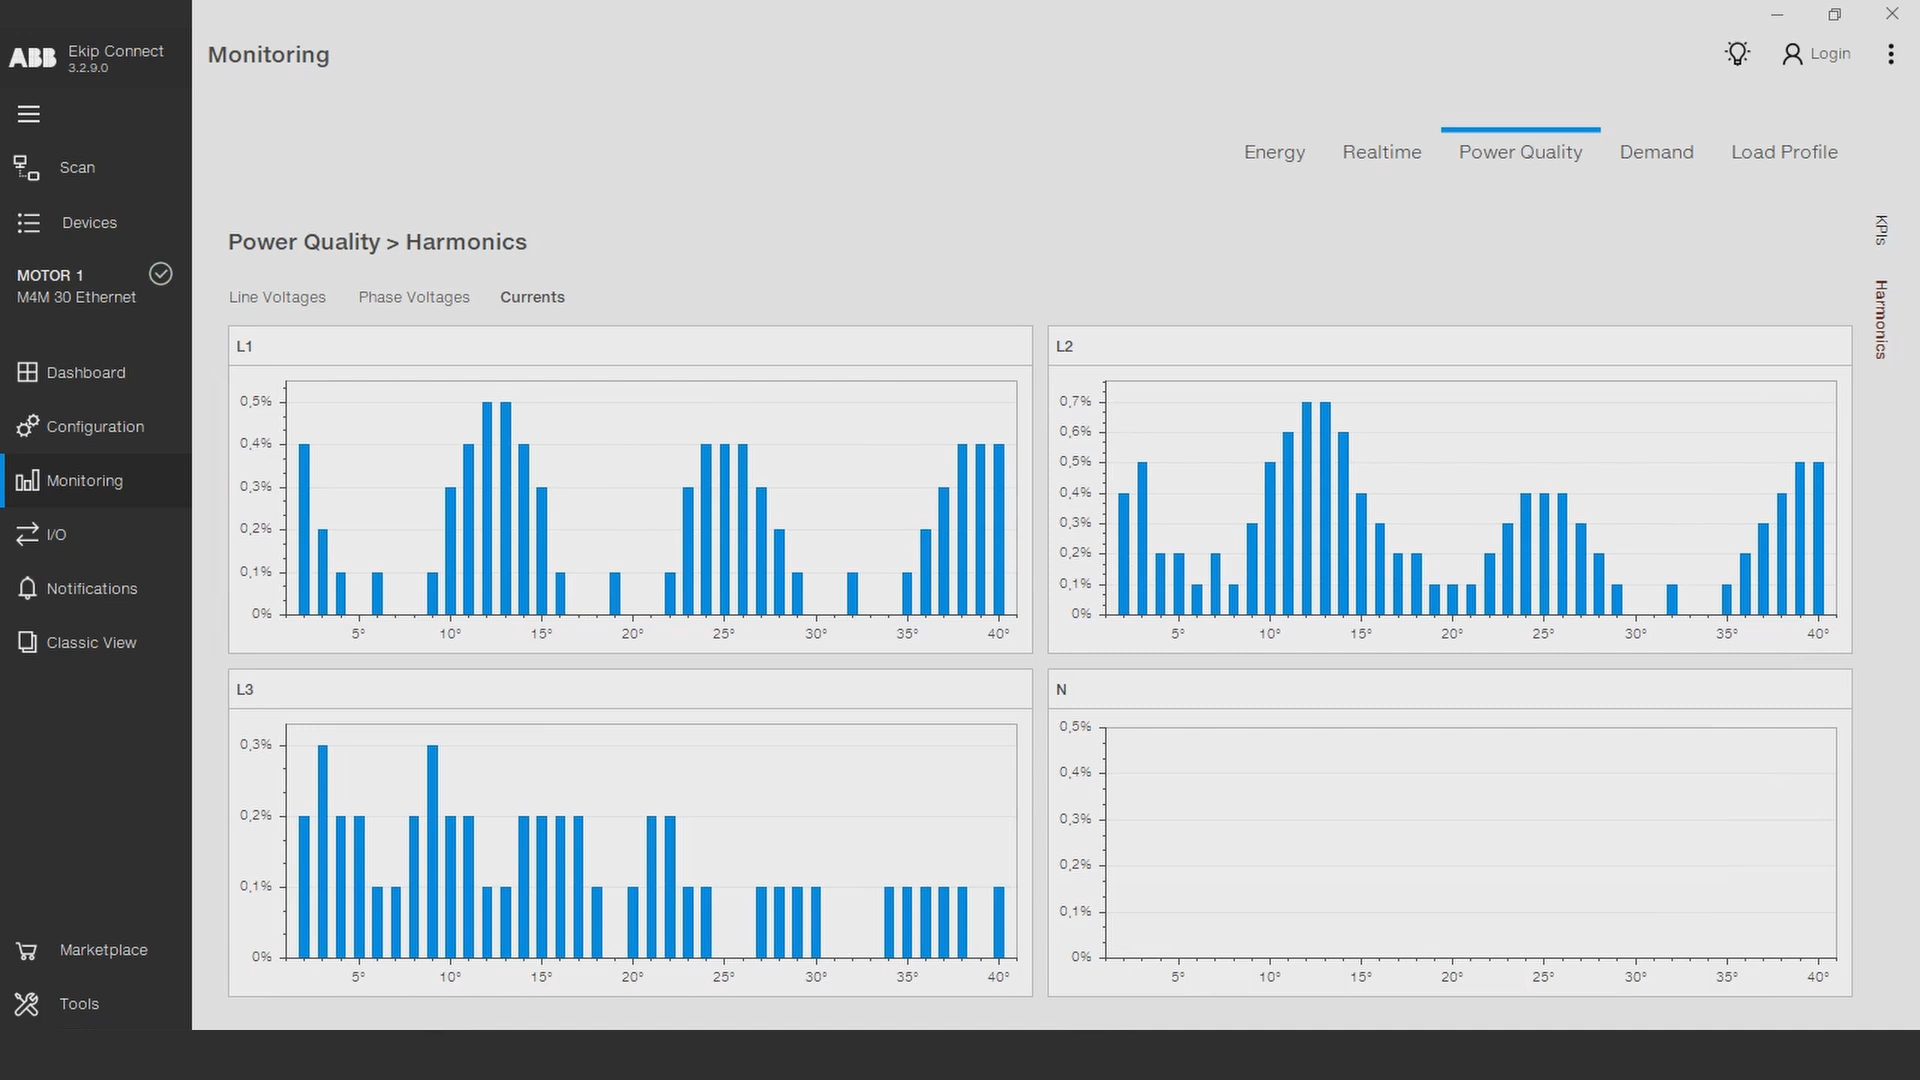 ABB
Ekip Connect
3.2.9.0
Monitoring
Login
Scan
Devices
MOTOR 1
M4M 30 Ethernet
Dashboard
Configuration
Monitoring
I/O
Notifications
Classic View
Marketplace
Tools
Energy Realtime Power Quality Demand Load Profile
KPIs
Harmonics
Power Quality > Harmonics
Line Voltages Phase Voltages Currents
L1
0,5%
0,4%
0,3%
0,2%
0,1%
0%
5° 10° 15° 20° 25° 30° 35° 40°
L2
0,7%
0,6%
0,5%
0,4%
0,3%
0,2%
0,1%
0%
5° 10° 15° 20° 25° 30° 35° 40°
L3
0,3%
0,2%
0,1%
0%
5° 10° 15° 20° 25° 30° 35° 40°
N
0,5%
0,4%
0,3%
0,2%
0,1%
0%
5° 10° 15° 20° 25° 30° 35° 40°